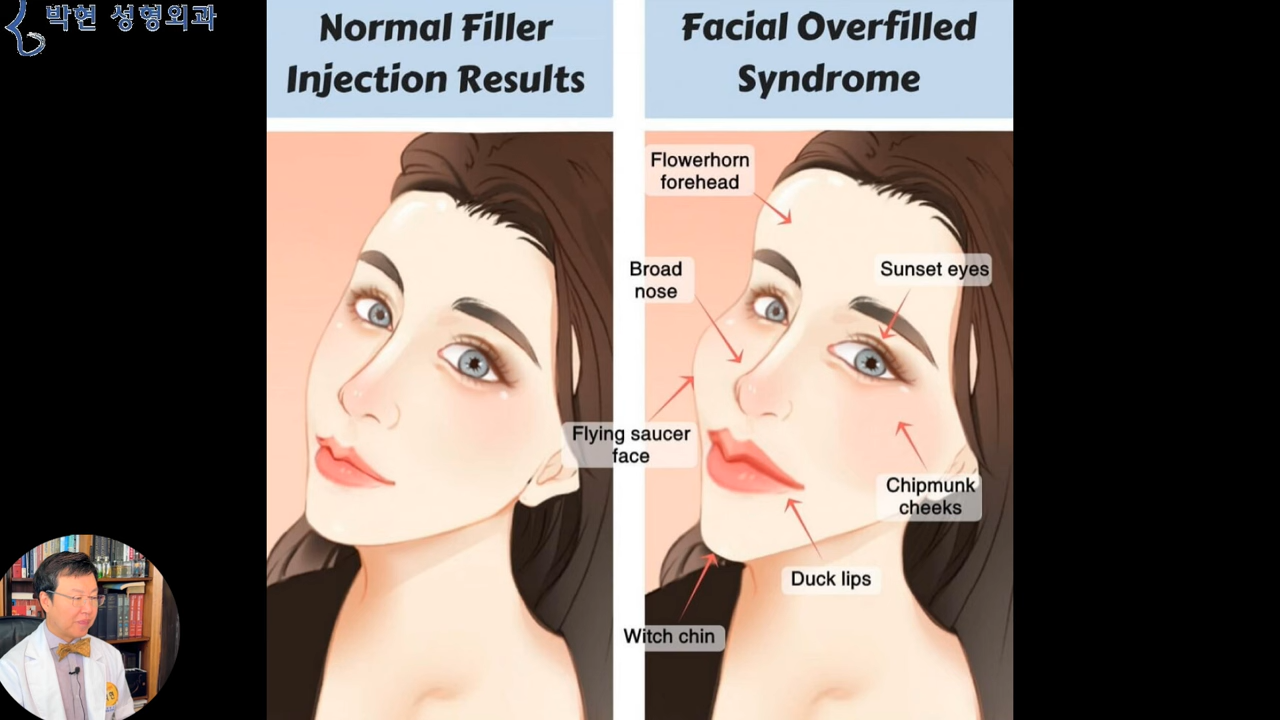 박현 성형외과
Normal Filler
Injection Results
Facial Overfilled
Syndrome
Flowerhorn
forehead
Broad
nose
Sunset eyes
Flying saucer
face
Chipmunk
cheeks
Duck lips
Witch chin